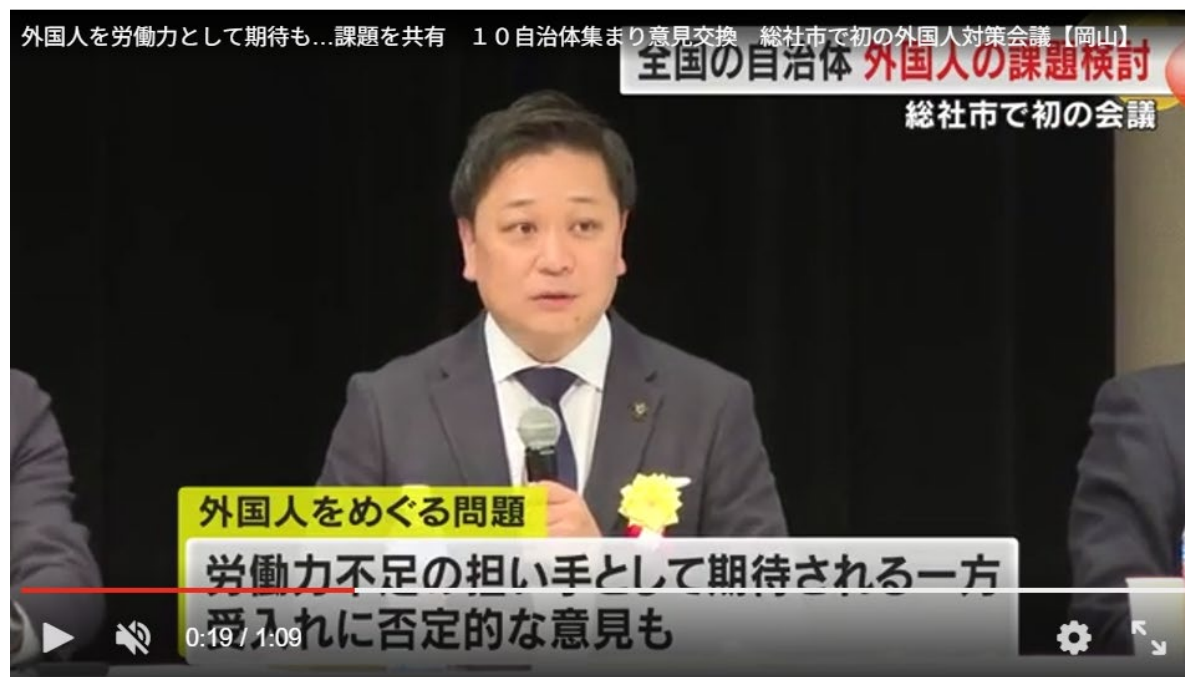 外国人を労働力として期待も…課題を共有　１０自治体集まり意見交換　総社市で初の外国人対策会議【岡山】
全国の自治体 外国人の課題検討
総社市で初の会議
外国人をめぐる問題
労働力不足の担い手として期待される一方
受入れに否定的な意見も
0:19 / 1:09